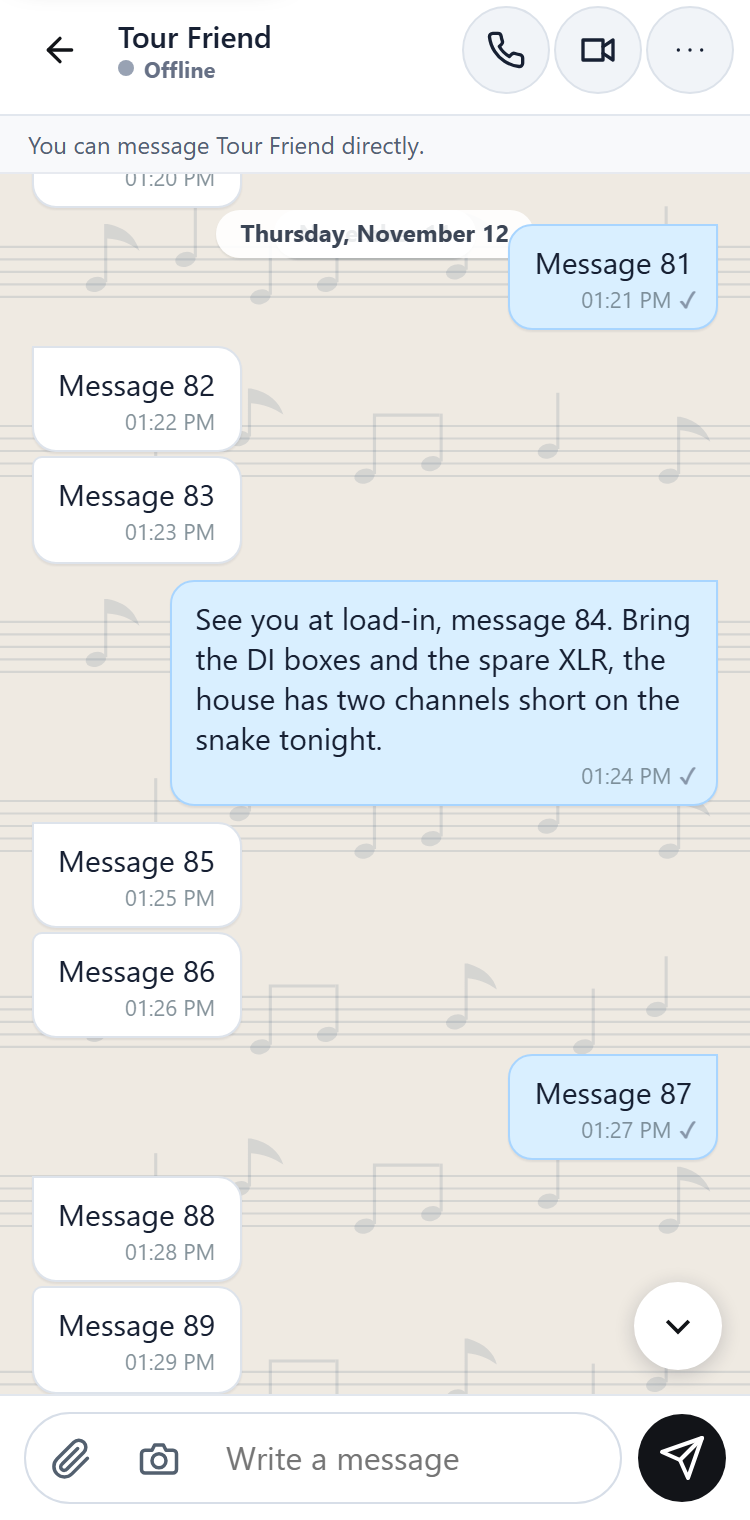 Tour Friend
Offline
You can message Tour Friend directly.
01:20 PM
Thursday, November 12
Message 81
01:21 PM ✓
Message 82
01:22 PM
Message 83
01:23 PM
See you at load-in, message 84. Bring
the DI boxes and the spare XLR, the
house has two channels short on the
snake tonight.
01:24 PM ✓
Message 85
01:25 PM
Message 86
01:26 PM
Message 87
01:27 PM ✓
Message 88
01:28 PM
Message 89
01:29 PM
Write a message